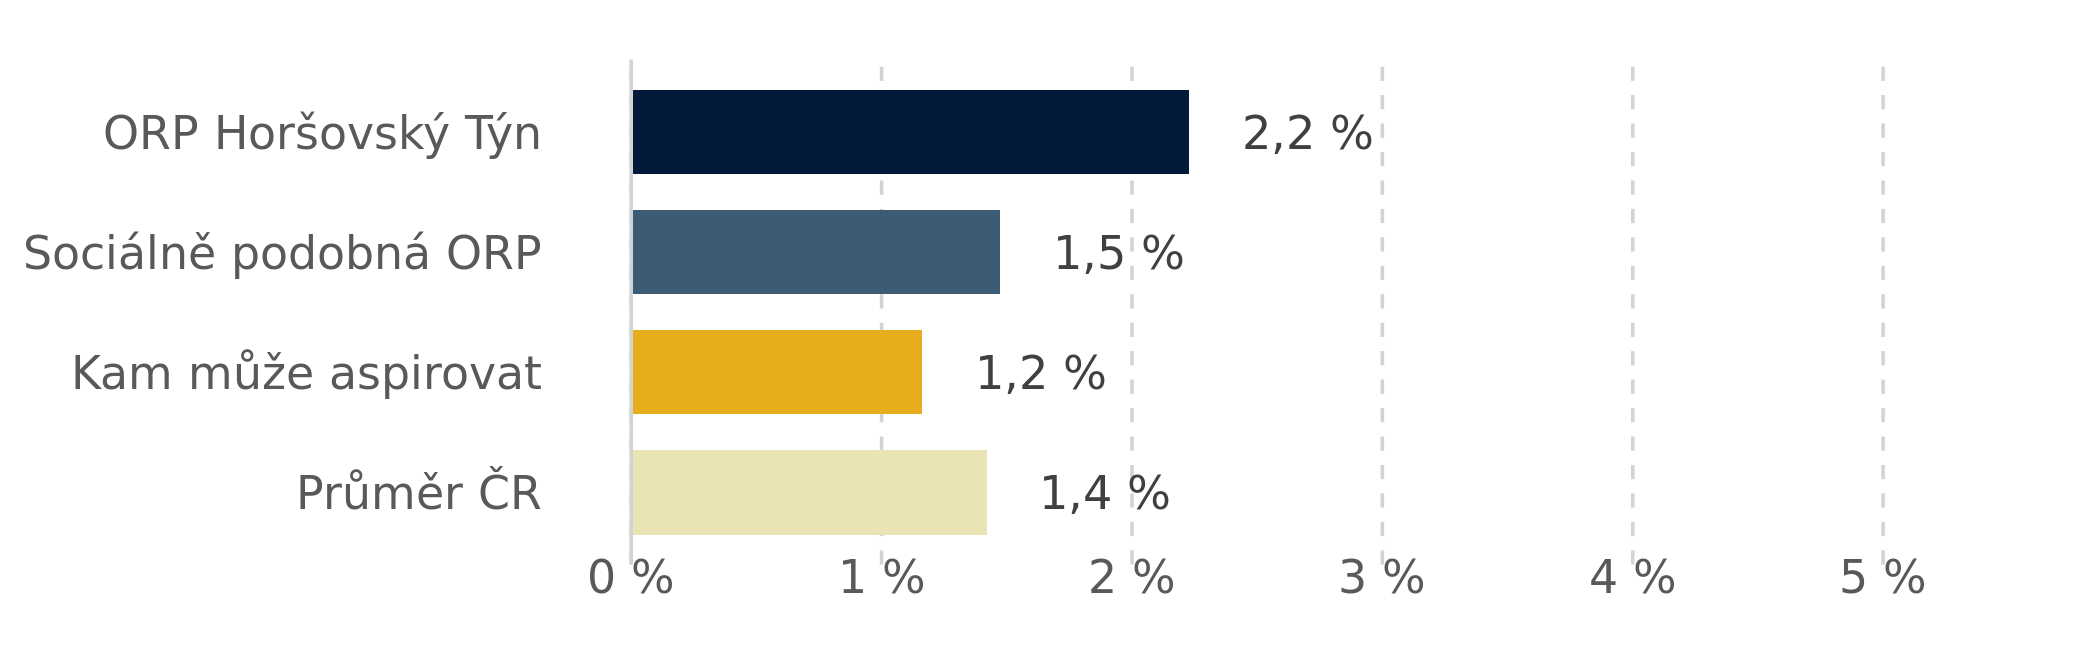 ORP Horšovský Týn 2,2 %
Sociálně podobná ORP 1,5 %
Kam může aspirovat 1,2 %
Průměr ČR 1,4 %
0 % 1 % 2 % 3 % 4 % 5 %